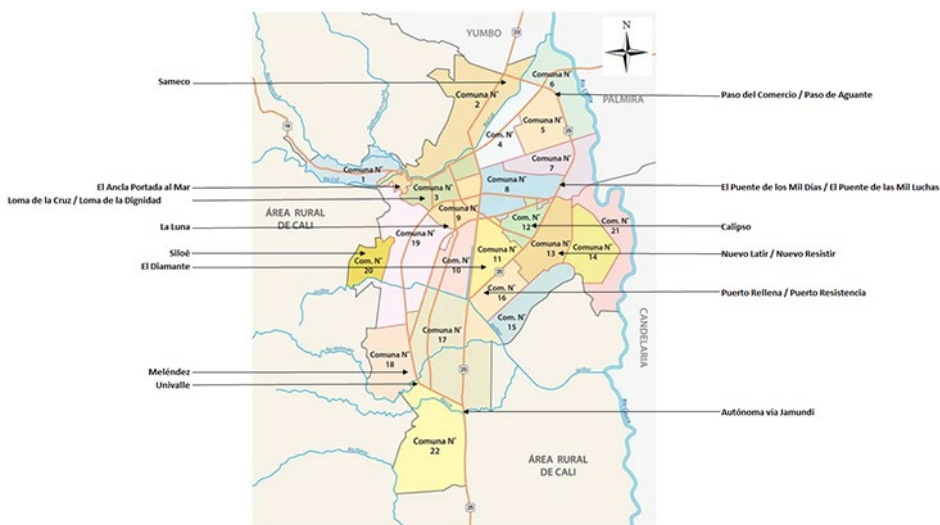 YUMBO
N
Sameco
Comuna N°
6
Comuna N°
2
Paso del Comercio / Paso de Aguante
PALMIRA
Comuna N°
5
Com. N°
4
Comuna N°
7
Comuna N°
1
Comuna N°
8
El Ancla Portada al Mar
El Puente de los Mil Días / El Puente de las Mil Luchas
Comuna N°
3
Loma de la Cruz / Loma de la Dignidad
ÁREA RURAL
DE CALI
Comuna N°
9
Com. N°
12
Com. N°
21
La Luna
Calipso
Comuna N°
19
Siloé
Comuna N°
11
Comuna N°
13
Comuna N°
14
Nuevo Latir / Nuevo Resistir
Com. N°
20
El Diamante
Com. N°
10
25
Com. N°
16
Puerto Rellena / Puerto Resistencia
Com. N°
15
CANDELARIA
Comuna N°
17
Comuna N°
18
Meléndez
25
Univalle
Autónoma vía Jamundí
Comuna N°
22
ÁREA RURAL
DE CALI
25